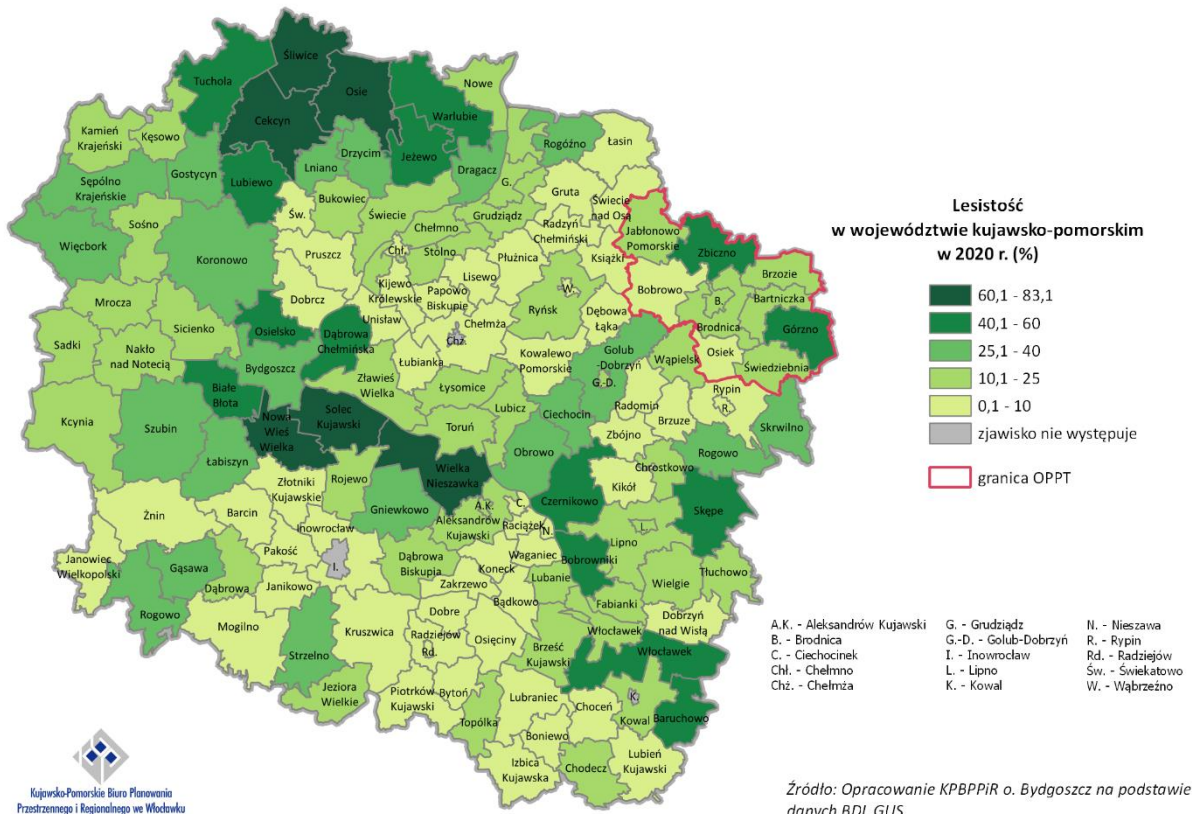 Śliwice
Tuchola
Osie
Nowe
Cekcyn
Warlubie
Kamień
Krajeński
Kęsowo
Drzycim
Jeżewo
Rogóźno
Łasin
Gostycyn
Lubiewo
Lniano
Dragacz
Sępólno
Krajeńskie
G.
Gruta
Sośno
Św.
Bukowiec
Świecie
Grudziądz
Świecie
nad Osą
Więcbork
Chełmno
Radzyń
Chełmiński
Jabłonowo
Pomorskie
Zbiczno
Koronowo
Pruszcz
Chł.
Stolno
Płużnica
Książki
Brzozie
Kijewo
Królewskie
Papowo
Biskupie
Lisewo
W.
Bobrowo
Bartniczka
Mrocza
Dobrcz
Unisław
Ryńsk
Dębowa
Łąka
B.
Brodnica
Górzno
Sicienko
Osielsko
Dąbrowa
Chełmińska
Chełmża
Chż.
Sadki
Nakło
nad Notecią
Bydgoszcz
Łubianka
Kowalewo
Pomorskie
Golub
-Dobrzyń
Wąpielsk
Osiek
Świedziebnia
Białe
Błota
Zławieś
Wielka
Łysomice
G.-D.
Rypin
R.
Kcynia
Szubin
Nowa
Wieś
Wielka
Solec
Kujawski
Toruń
Lubicz
Ciechocin
Radomin
Brzuze
Skrwilno
Łabiszyn
Wielka
Nieszawka
Obrowo
Zbójno
Rogowo
Złotniki
Kujawskie
Rojewo
Czernikowo
Kikół
Chrostkowo
Skępe
Żnin
Barcin
Inowrocław
Gniewkowo
A.K.
Aleksandrów
Kujawski
C.
Raciążek
N.
L.
Lipno
Janowiec
Wielkopolski
Gąsawa
Pakość
I.
Dąbrowa
Biskupia
Waganiec
Koneck
Bobrowniki
Lubanie
Wielgie
Tłuchowo
Rogowo
Dąbrowa
Janikowo
Zakrzewo
Bądkowo
Fabianki
Dobrzyń
nad Wisłą
Mogilno
Kruszwica
Dobre
Radziejów
Rd.
Osięciny
Brześć
Kujawski
Włocławek
Włocławek
Strzelno
Jeziora
Wielkie
Piotrków
Kujawski
Bytoń
Lubraniec
Choceń
K.
Kowal
Baruchowo
Topólka
Boniewo
Izbica
Kujawska
Chodecz
Lubień
Kujawski
Lesistość
w województwie kujawsko-pomorskim
w 2020 r. (%)
60,1 - 83,1
40,1 - 60
25,1 - 40
10,1 - 25
0,1 - 10
zjawisko nie występuje
granica OPPT
A.K. - Aleksandrów Kujawski
B. - Brodnica
C. - Ciechocinek
Chł. - Chełmno
Chż. - Chełmża
G. - Grudziądz
G.-D. - Golub-Dobrzyń
I. - Inowrocław
L. - Lipno
K. - Kowal
N. - Nieszawa
R. - Rypin
Rd. - Radziejów
Św. - Świekatowo
W. - Wąbrzeźno
Kujawsko-Pomorskie Biuro Planowania
Przestrzennego i Regionalnego we Włocławku
Źródło: Opracowanie KPBPPiR o. Bydgoszcz na podstawie
danych BDL GUS